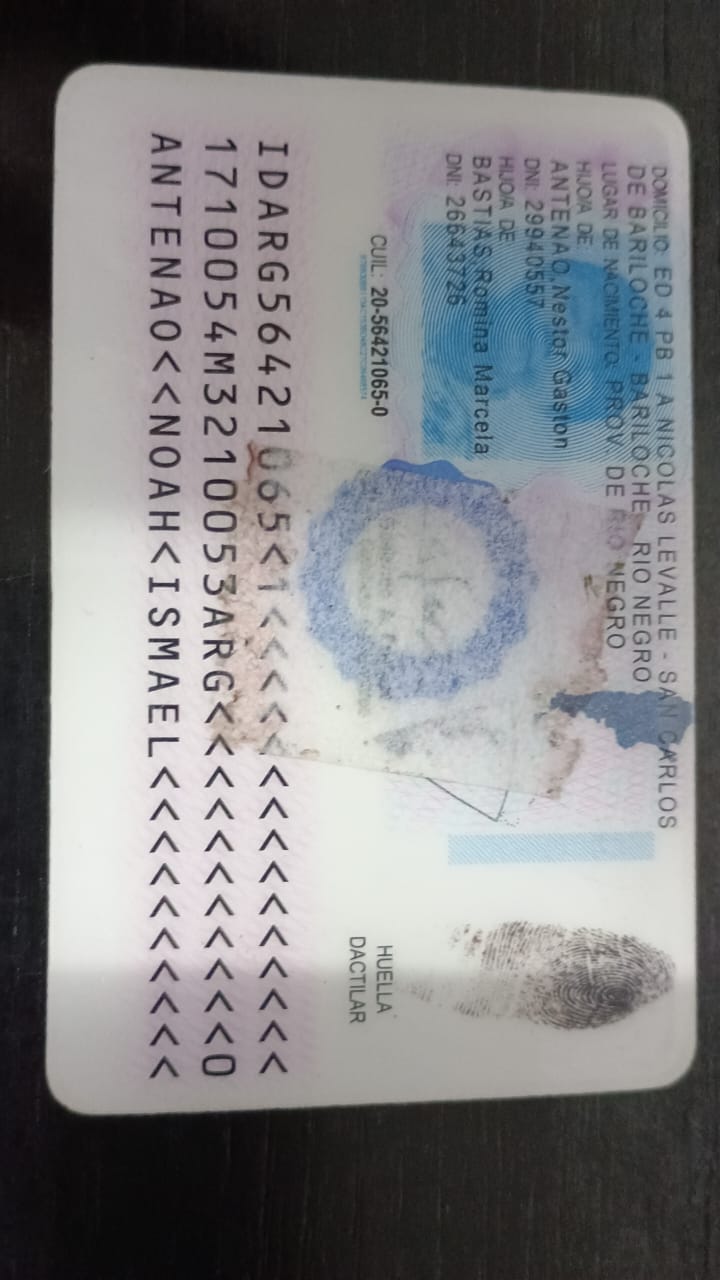 DOMICILIO: ED 4 PB 1 A NICOLAS LEVALLE - SAN CARLOS
DE BARILOCHE - BARILOCHE - RIO NEGRO
LUGAR DE NACIMIENTO: PROV. DE RIO NEGRO
HIJO/A DE:
ANTENAO, Nestor Gaston
DNI: 29940557
HIJO/A DE:
BASTIAS, Romina Marcela
DNI: 26643726
CUIL: 20-56421065-0
HUELLA
DACTILAR
IDARG56421065<1<<<<<<<<<<<<<<<
1710054M3210053ARG<<<<<<<<<<<0
ANTENAO<<NOAH<ISMAEL<<<<<<<<<<